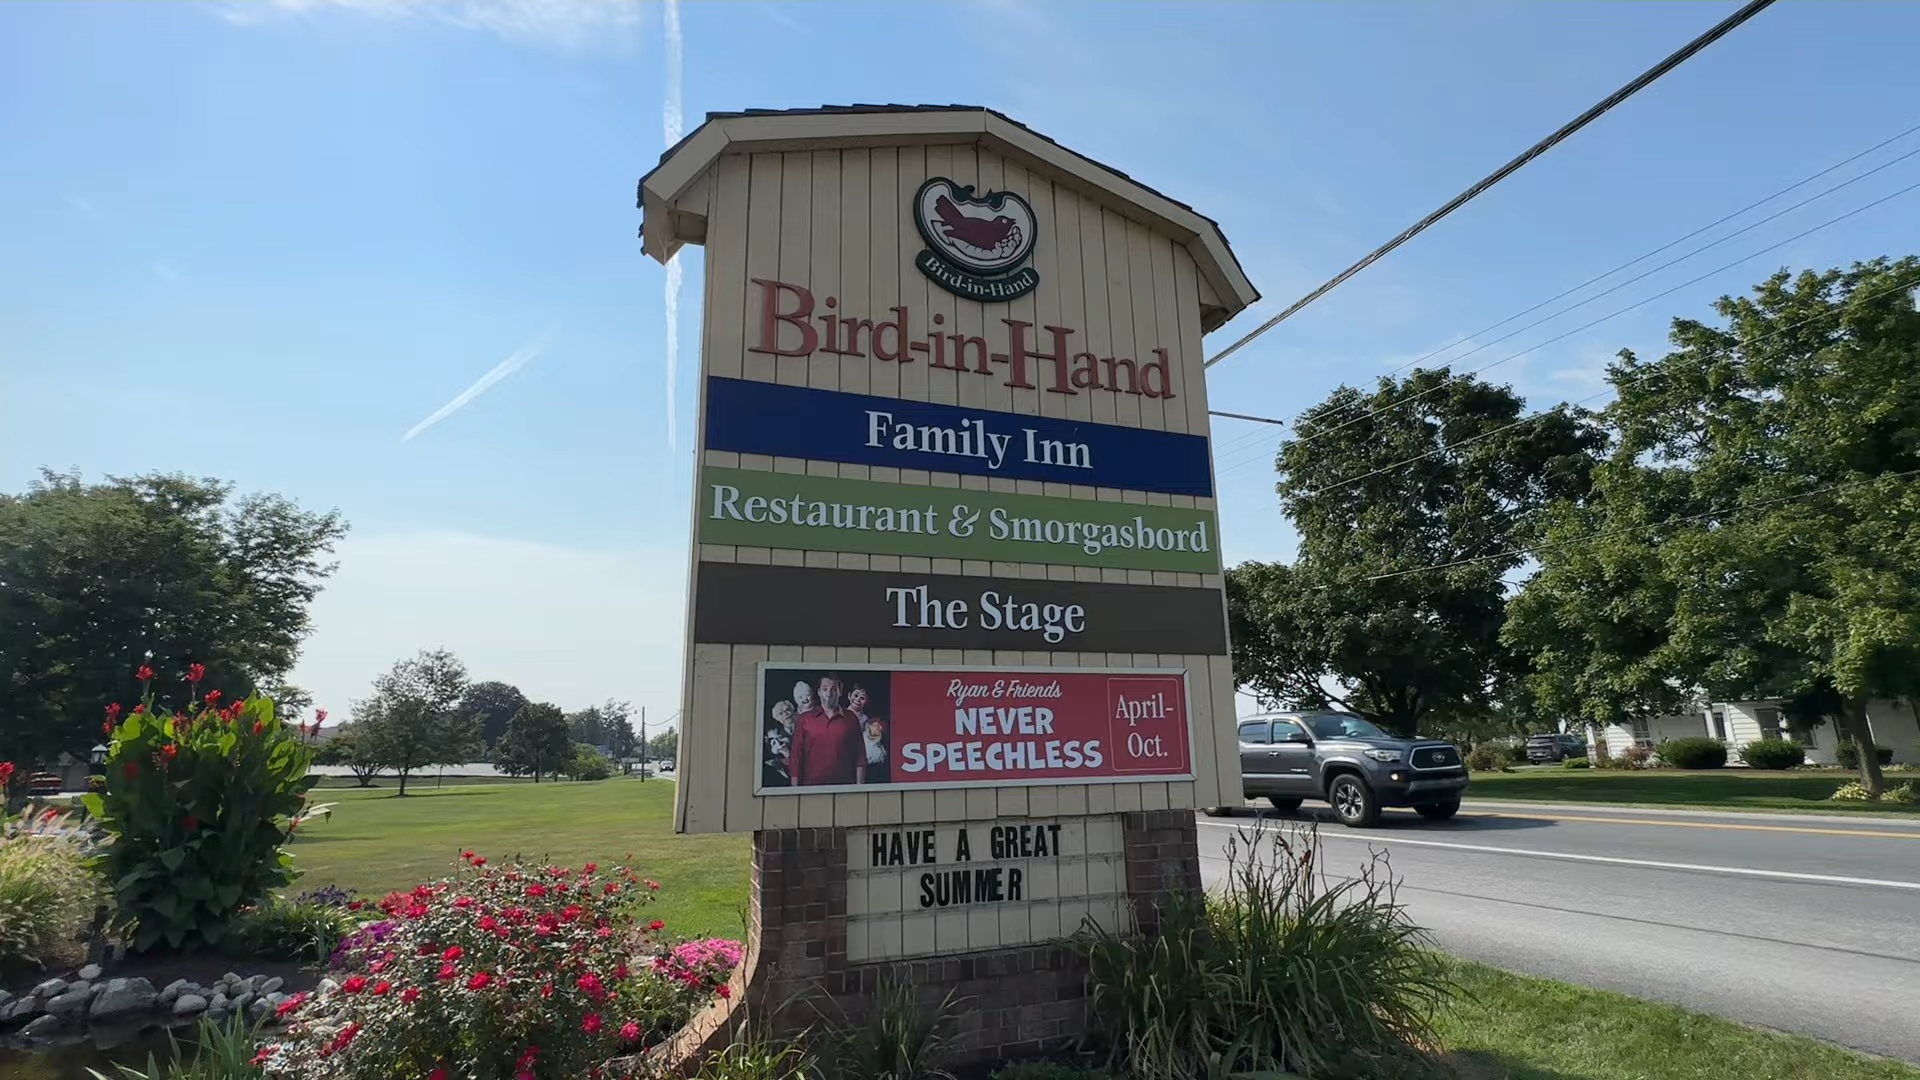 Bird-in-Hand
Bird-in-Hand
Family Inn
Restaurant & Smorgasbord
The Stage
Ryan & Friends
NEVER
SPEECHLESS
April-
Oct.
HAVE A GREAT
SUMMER